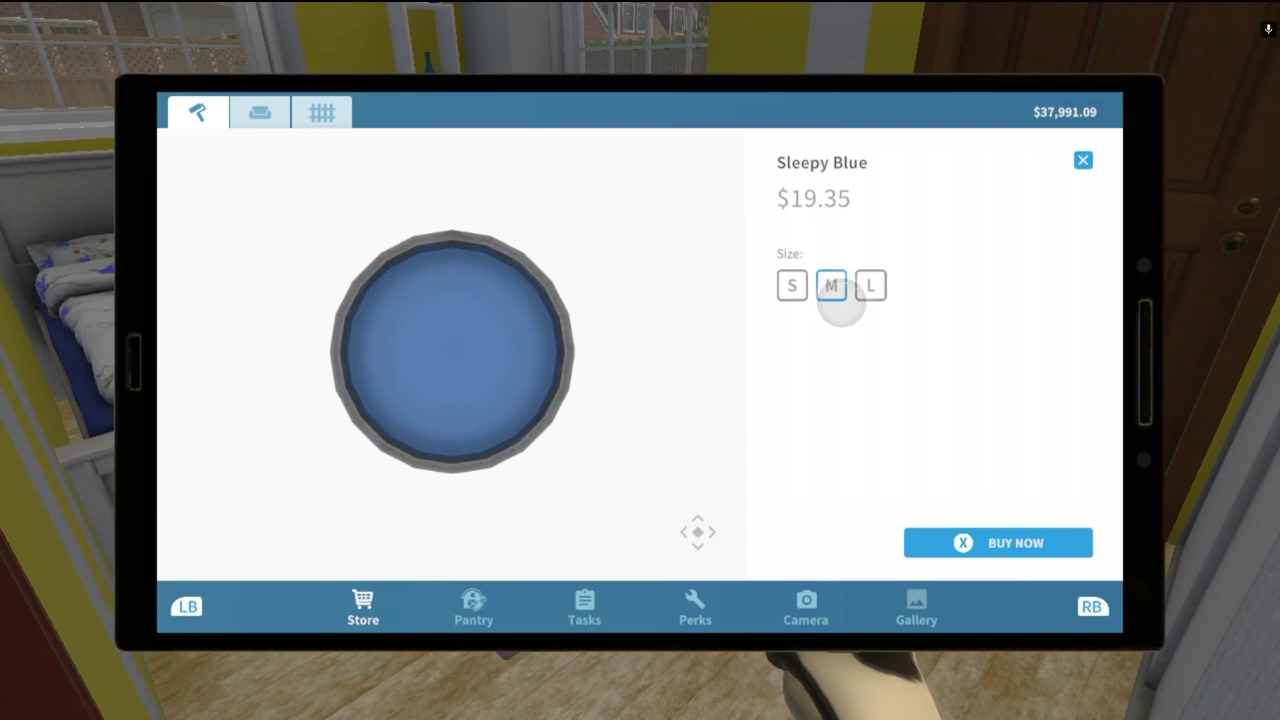 $37,991.09
Sleepy Blue
$19.35
Size:
S M L
X BUY NOW
LB
Store
Pantry
Tasks
Perks
Camera
Gallery
RB